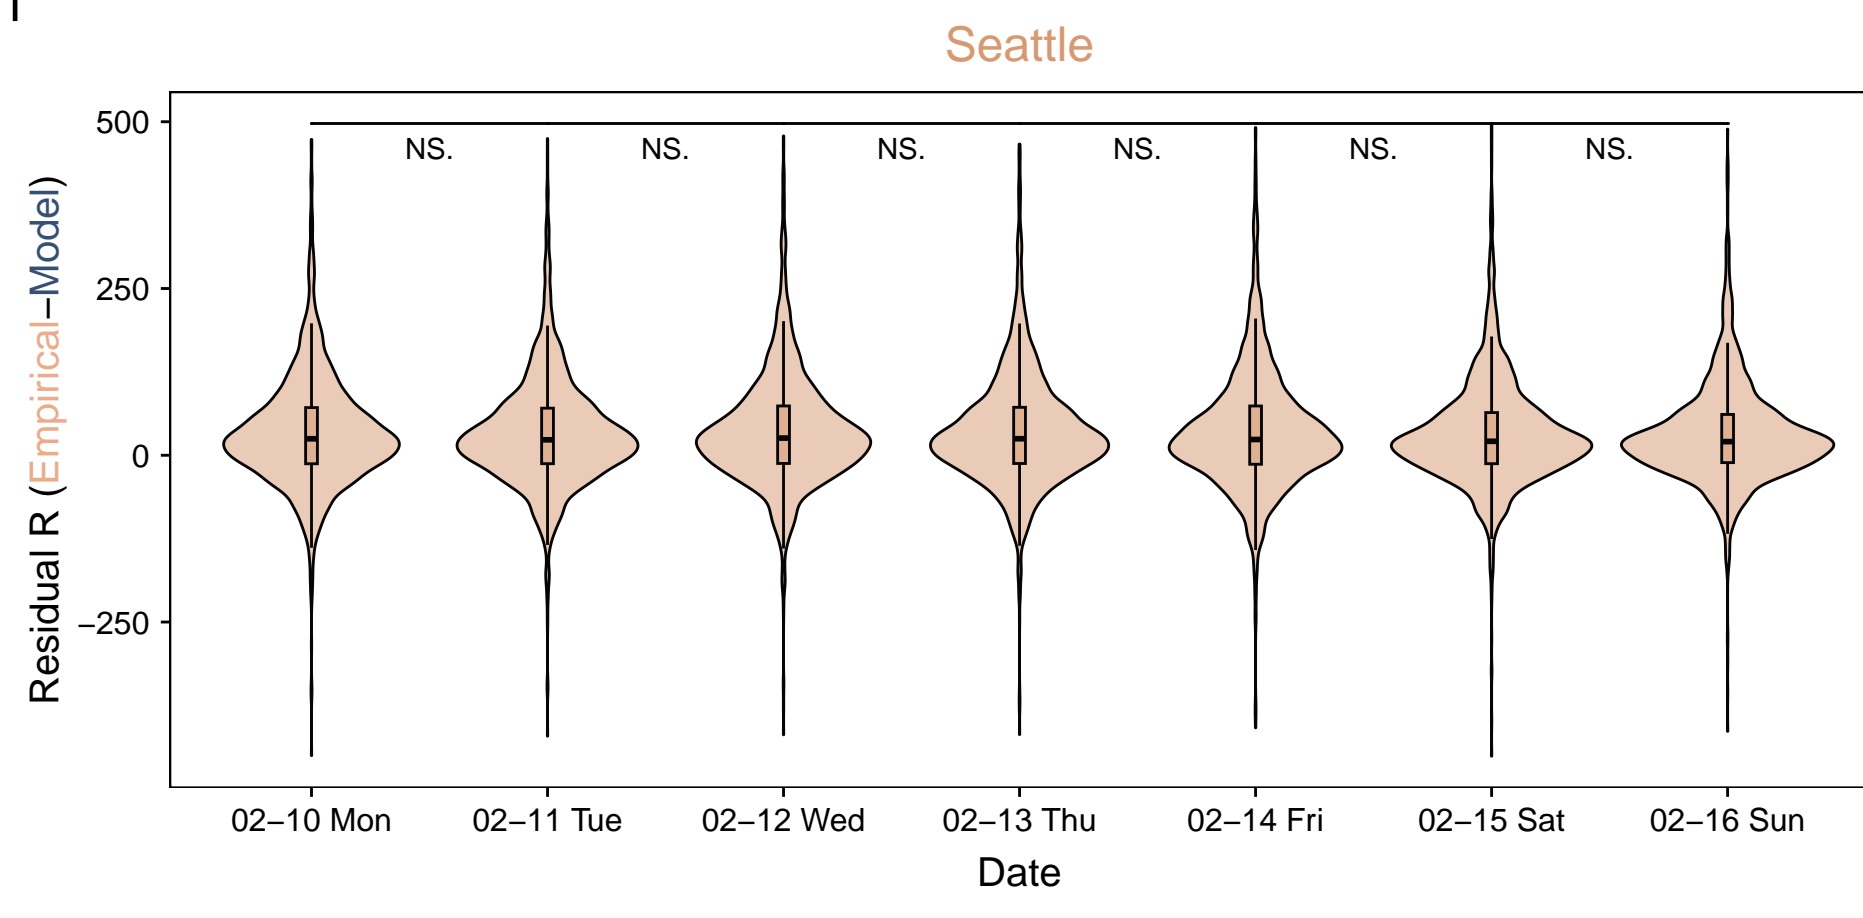 Seattle
Residual R (Empirical−Model)
500
250
0
−250
NS. NS. NS. NS. NS. NS.
02−10 Mon 02−11 Tue 02−12 Wed 02−13 Thu 02−14 Fri 02−15 Sat 02−16 Sun
Date